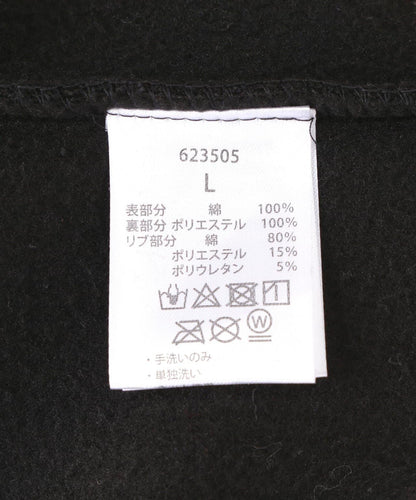 623505
L
表部分 綿 100%
裏部分 ポリエステル 100%
リブ部分 綿 80%
ポリエステル 15%
ポリウレタン 5%
W
・手洗いのみ
・単独洗い